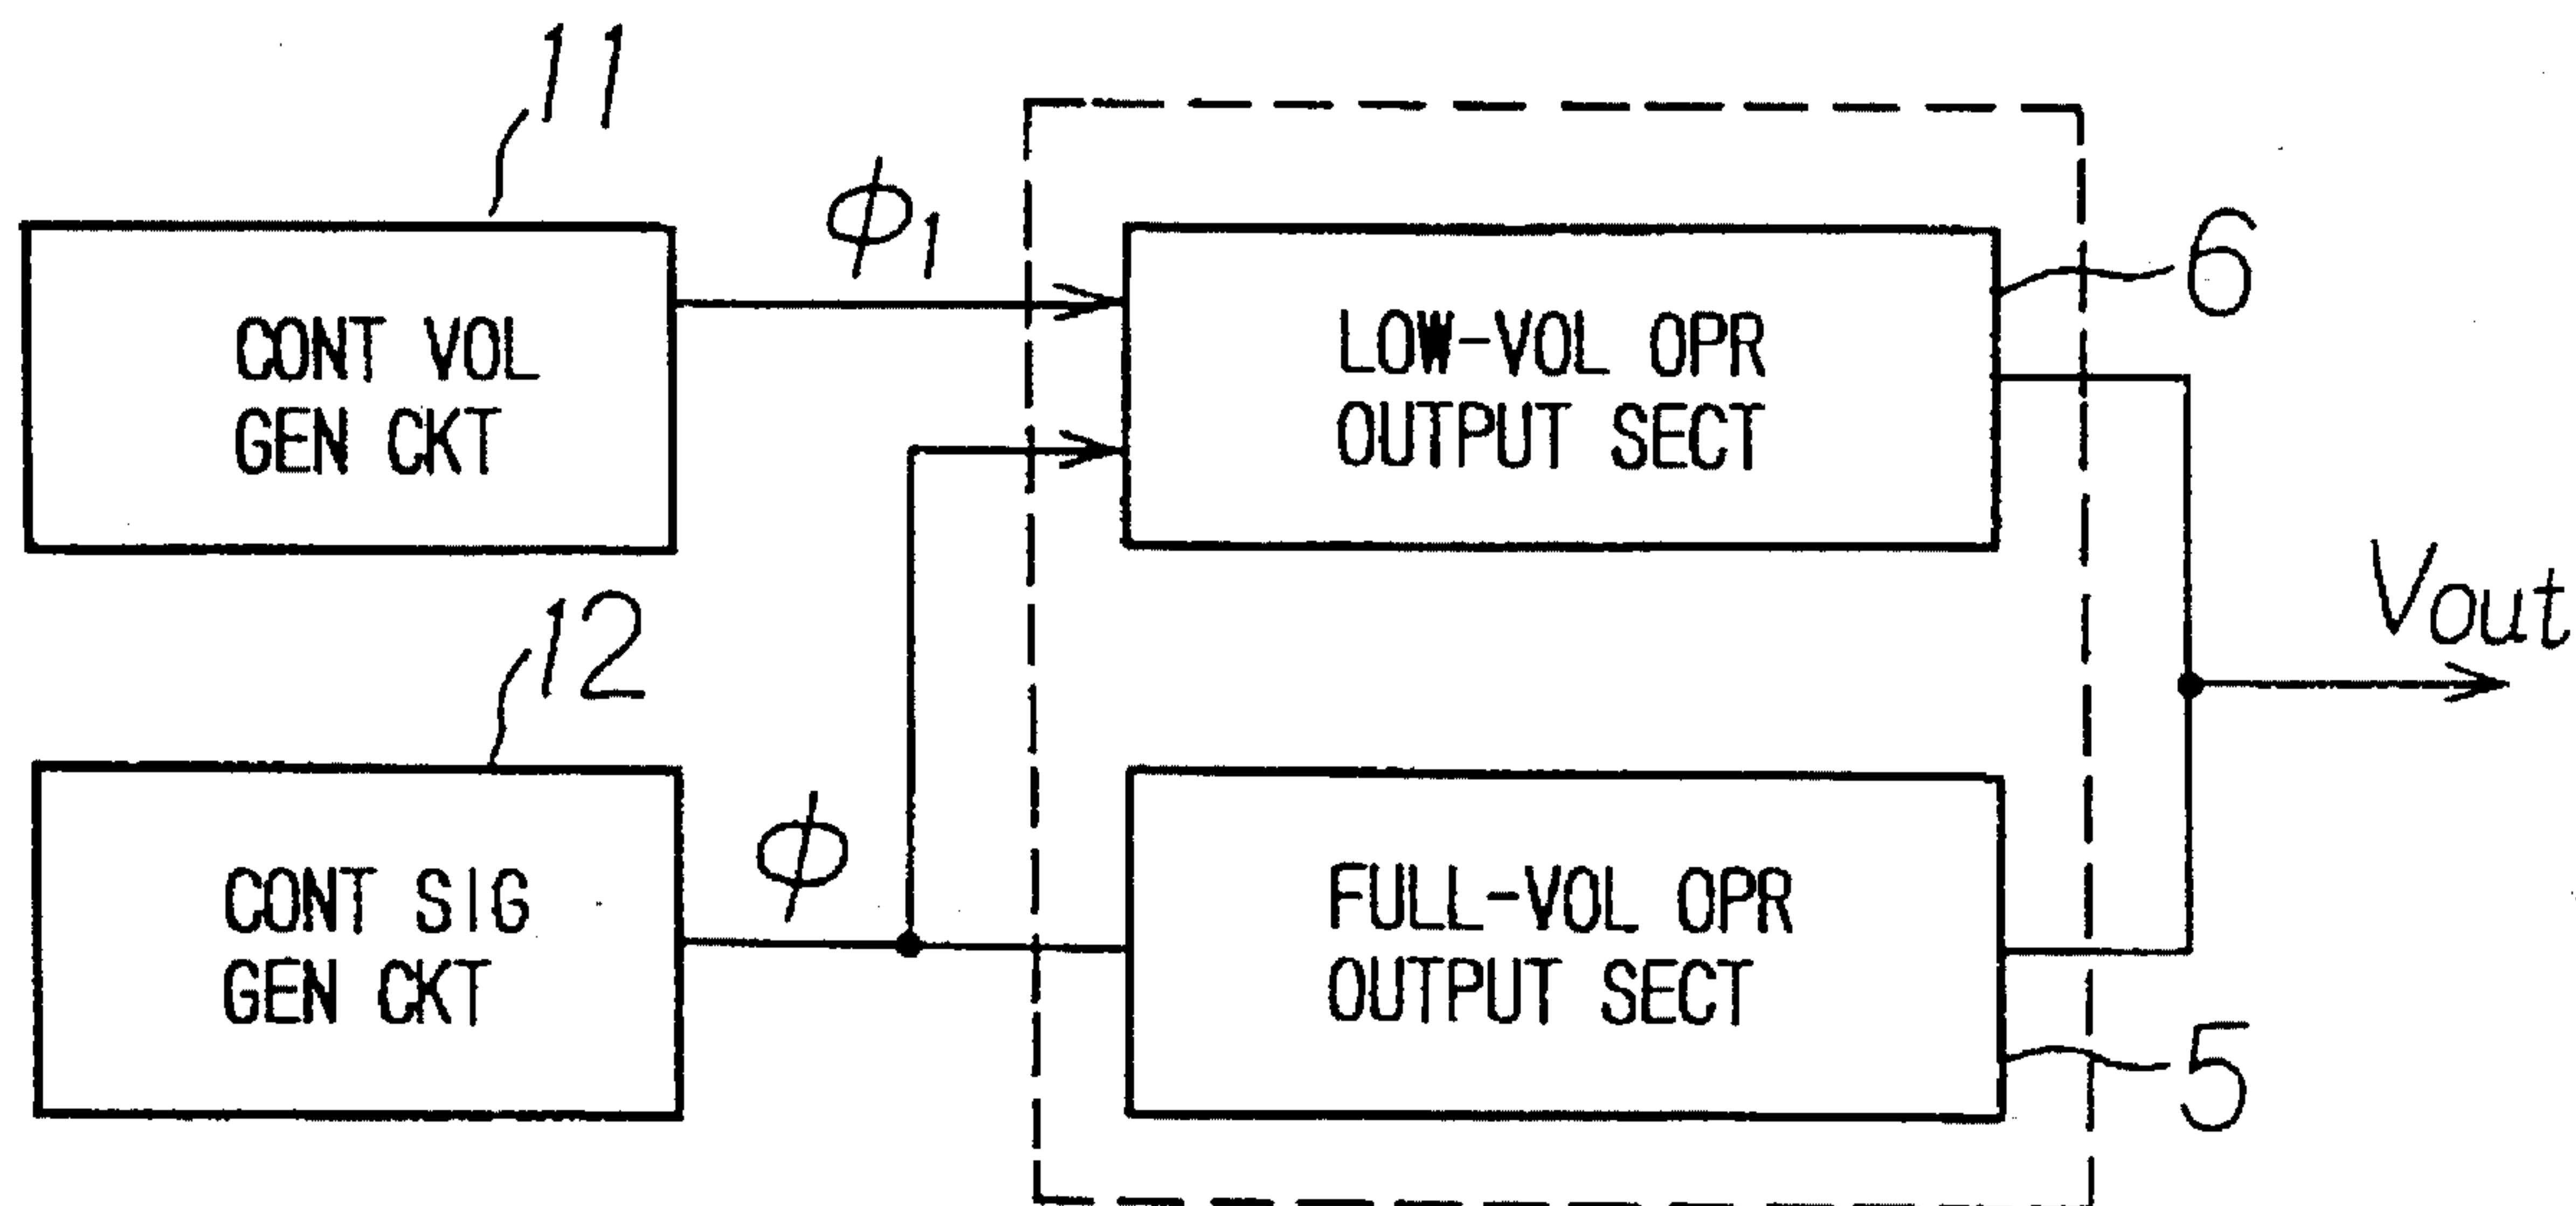 11
ϕ1
CONT VOL
GEN CKT
LOW-VOL OPR
OUTPUT SECT
6
12
Vout
ϕ
CONT SIG
GEN CKT
FULL-VOL OPR
OUTPUT SECT
5